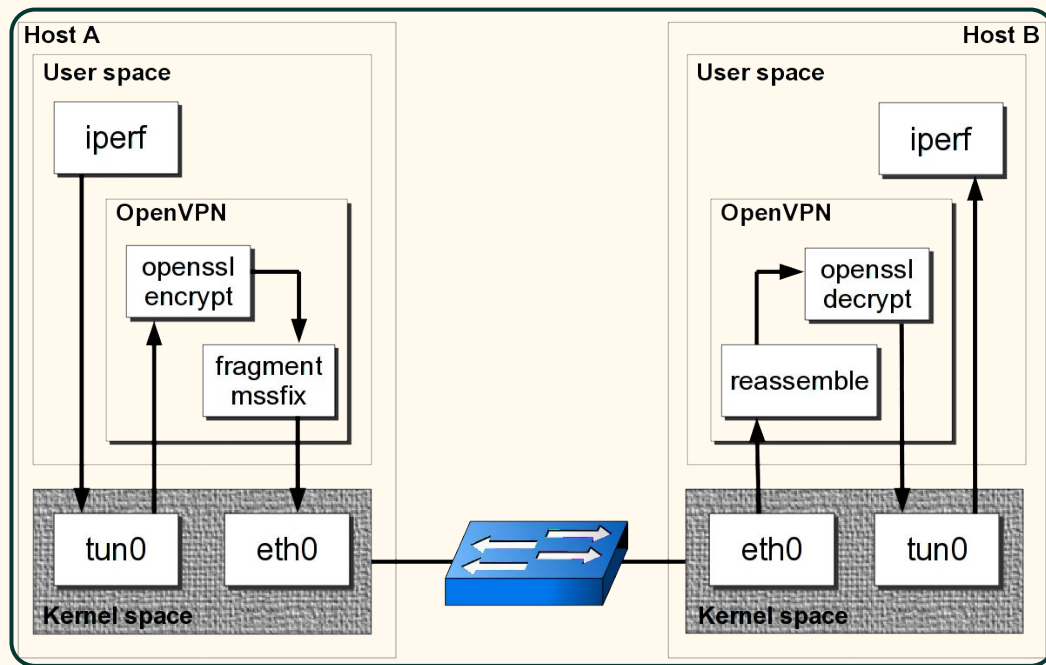 Host A
User space
iperf
OpenVPN
openssl
encrypt
fragment
mssfix
tun0
eth0
Kernel space
Host B
User space
iperf
OpenVPN
openssl
decrypt
reassemble
eth0
tun0
Kernel space